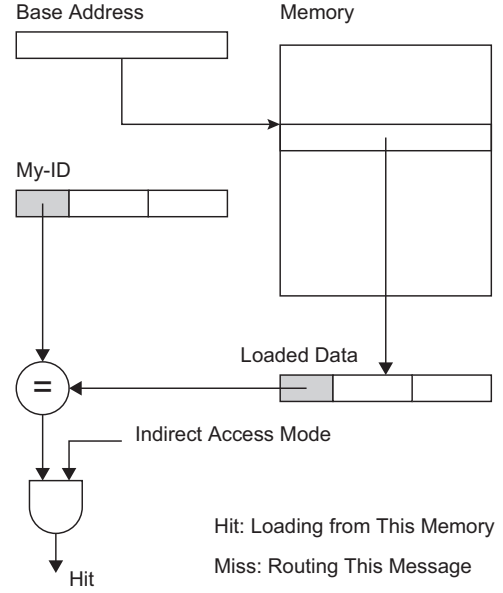 Base Address
Memory
My-ID
Loaded Data
=
Indirect Access Mode
Hit: Loading from This Memory
Miss: Routing This Message
Hit